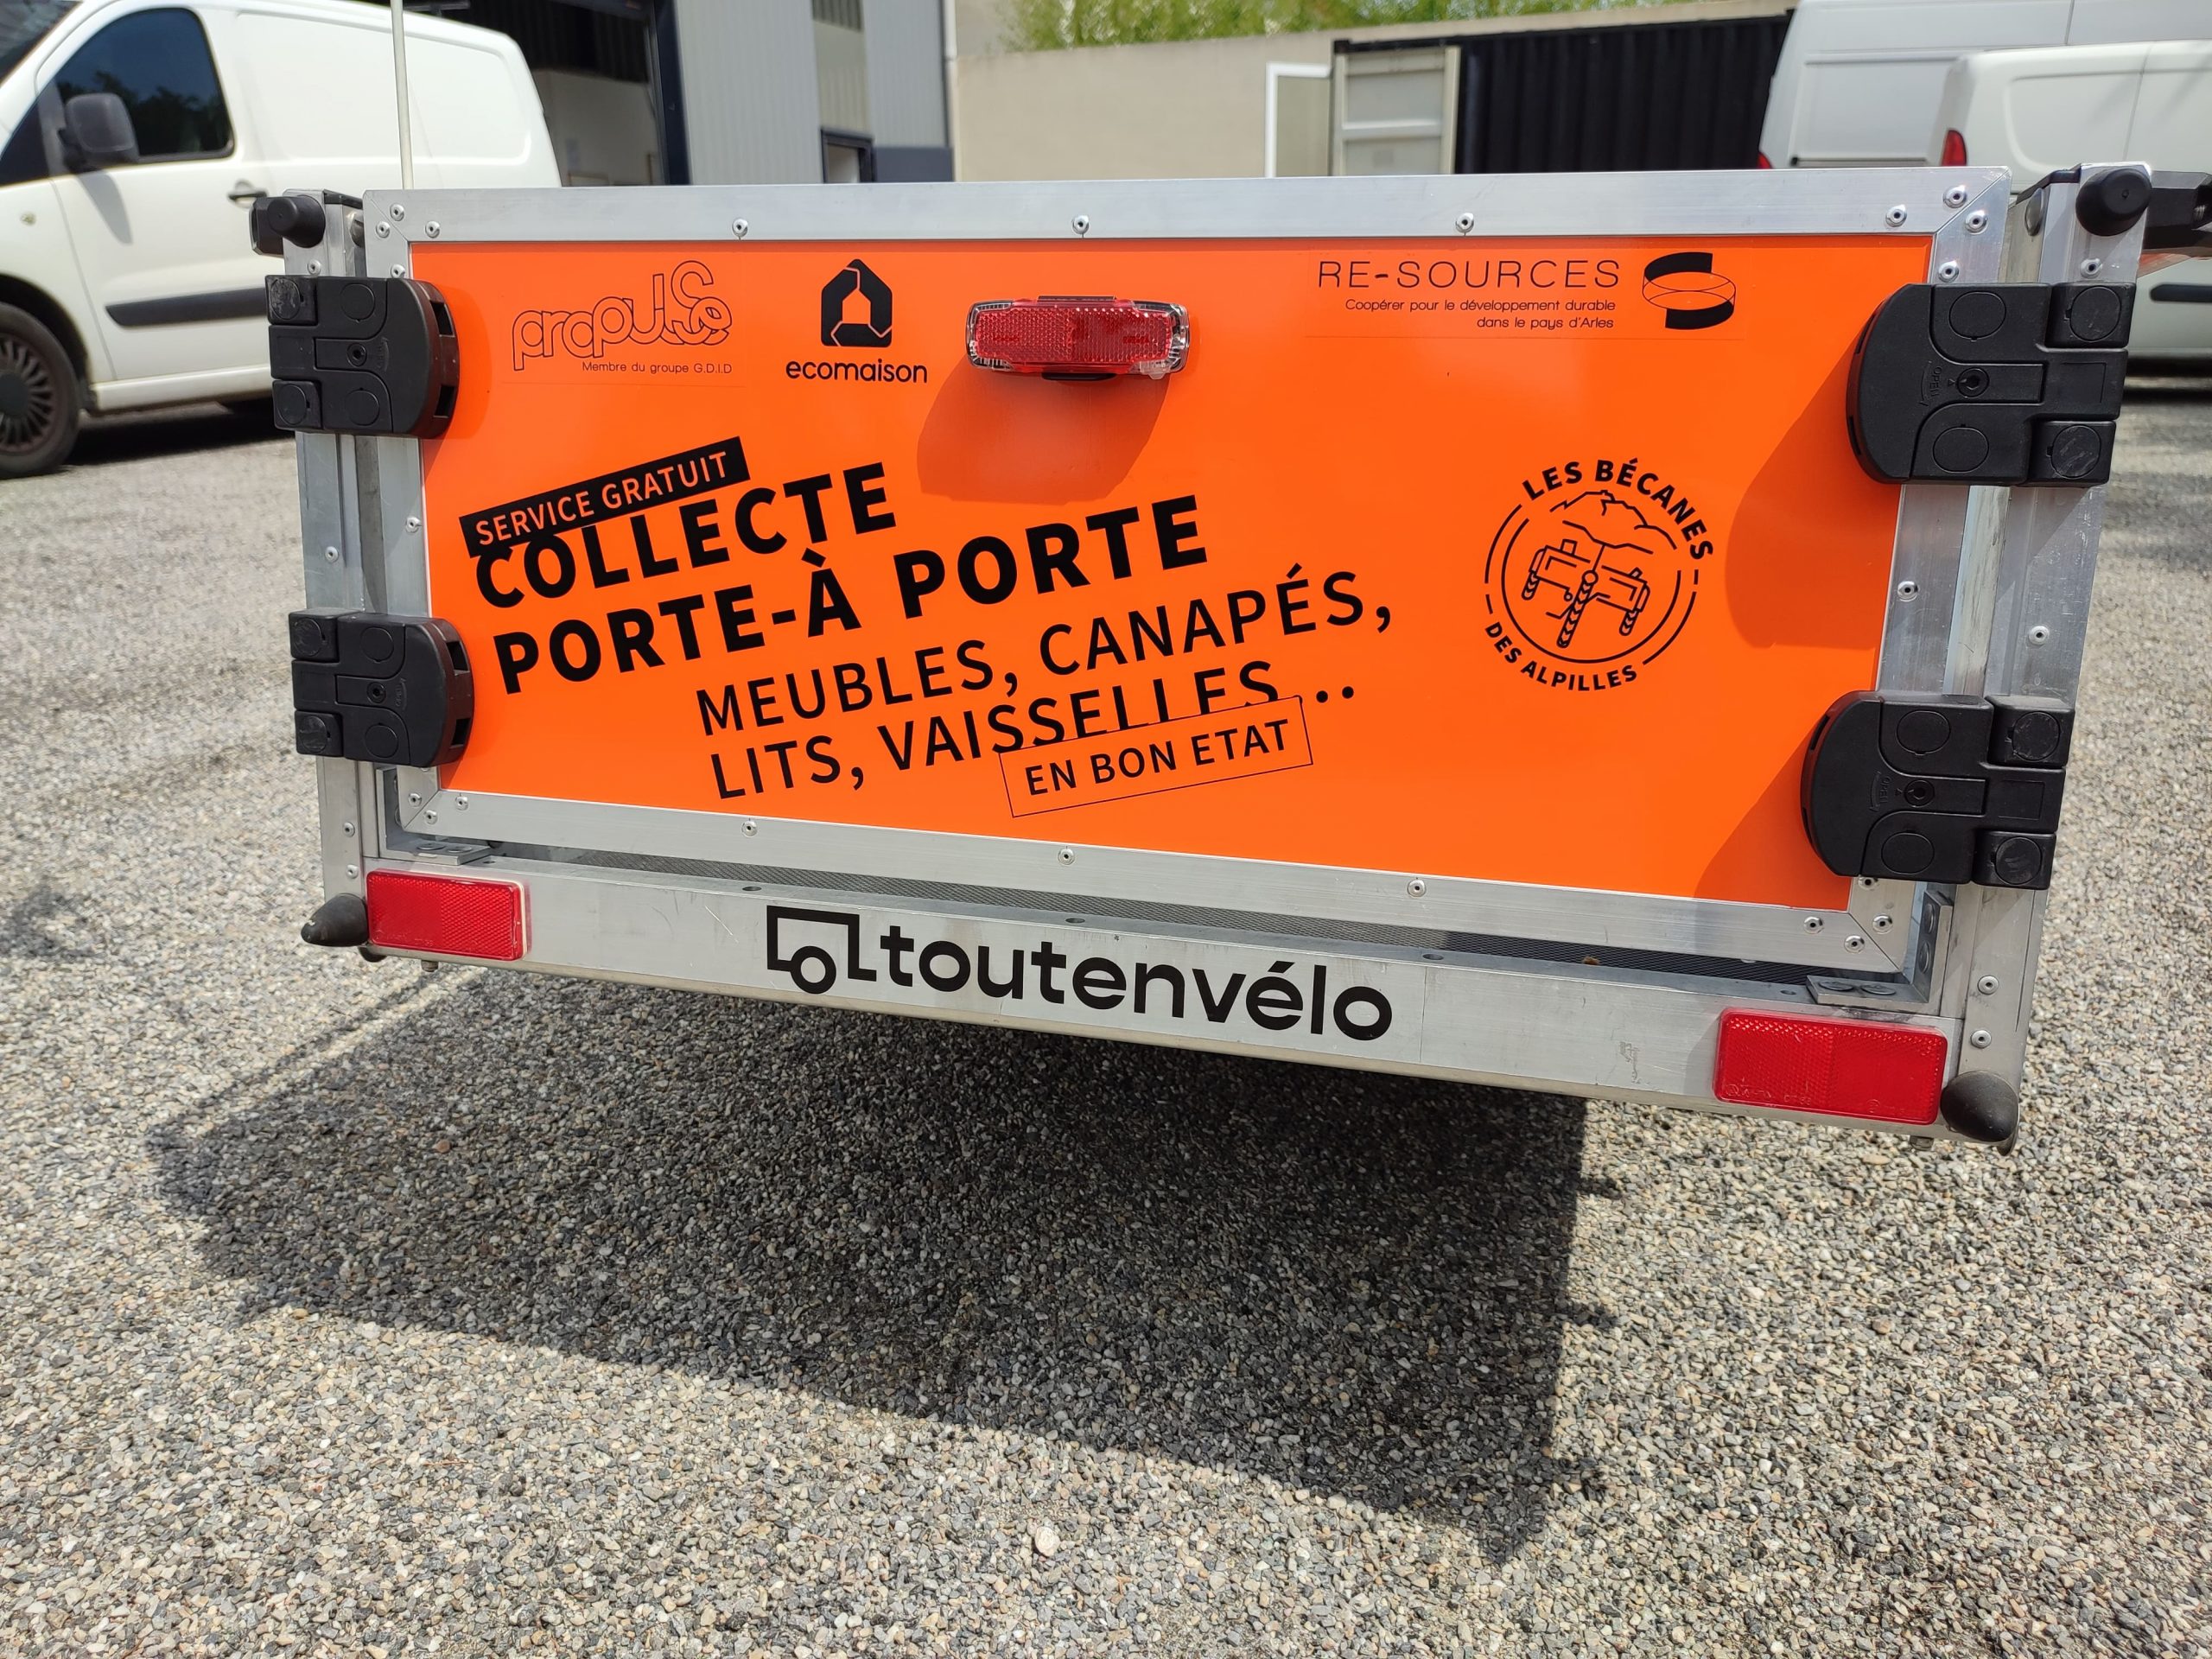 propulse
Membre du groupe G.D.I.D
ecomaison
RE-SOURCES
Coopérer pour le développement durable
dans le pays d'Arles
SERVICE GRATUIT
COLLECTE
PORTE-À PORTE
MEUBLES, CANAPÉS,
LITS, VAISSELLES...
EN BON ETAT
LES BÉCANES
DES ALPILLES
toutenvélo
OPEN